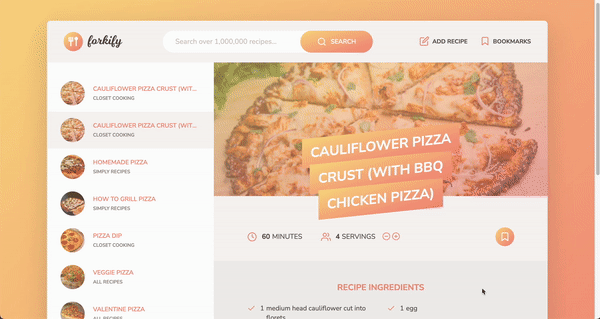 forkify
Search over 1,000,000 recipes...
SEARCH
ADD RECIPE
BOOKMARKS
CAULIFLOWER PIZZA CRUST (WIT...
CLOSET COOKING
CAULIFLOWER PIZZA CRUST (WIT...
CLOSET COOKING
HOMEMADE PIZZA
SIMPLY RECIPES
HOW TO GRILL PIZZA
SIMPLY RECIPES
PIZZA DIP
CLOSET COOKING
VEGGIE PIZZA
ALL RECIPES
VALENTINE PIZZA
ALL RECIPES
CAULIFLOWER PIZZA
CRUST (WITH BBQ
CHICKEN PIZZA)
60 MINUTES
4 SERVINGS
RECIPE INGREDIENTS
1 medium head cauliflower cut into
florets
1 egg